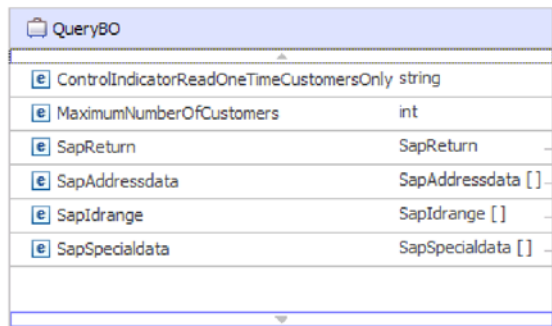 QueryBO
ControlIndicatorReadOneTimeCustomersOnly string
MaximumNumberOfCustomers int
SapReturn SapReturn
SapAddressdata SapAddressdata []
SapIdrange SapIdrange []
SapSpecialdata SapSpecialdata []